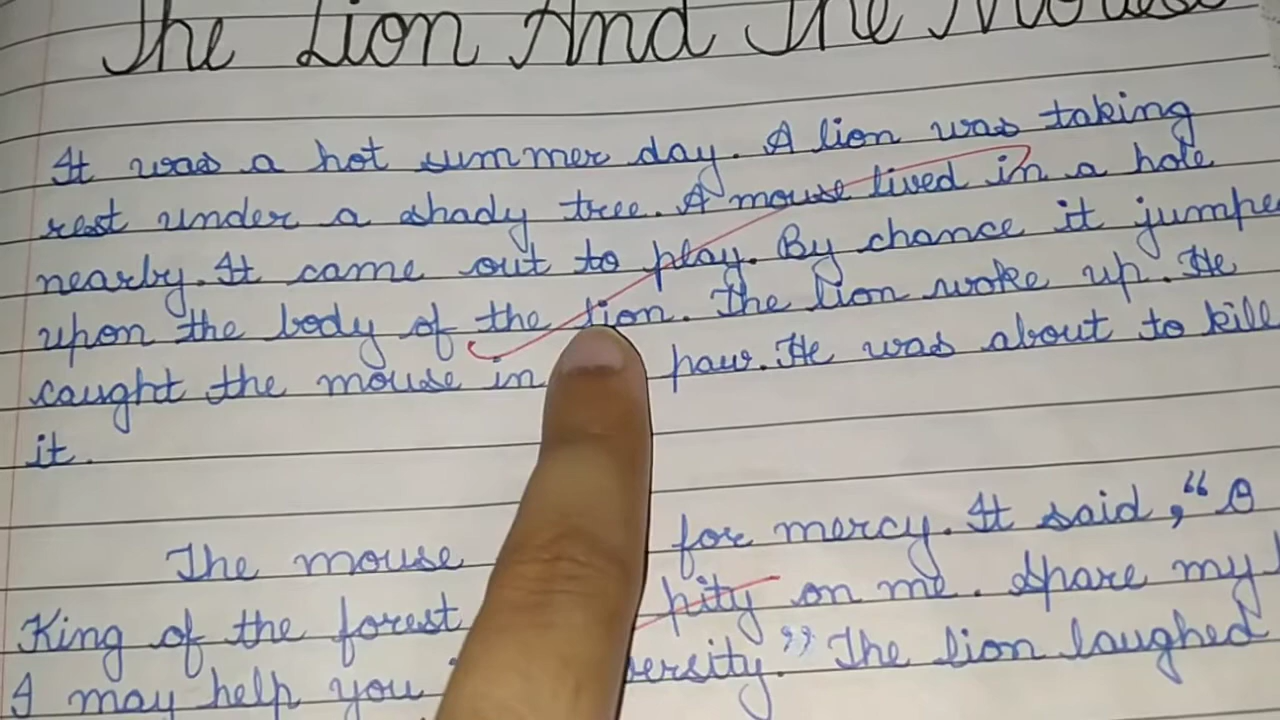 The Lion And The Mouse
It was a hot summer day. A lion was taking
rest under a shady tree. A mouse lived in a hole
nearby. It came out to play. By chance it jumpe
upon the body of the lion. The lion woke up. He
caught the mouse in paw. He was about to kill
it.
The mouse for mercy. It said, "O
King of the forest pity on me. Spare my
I may help you versity." The lion laughed